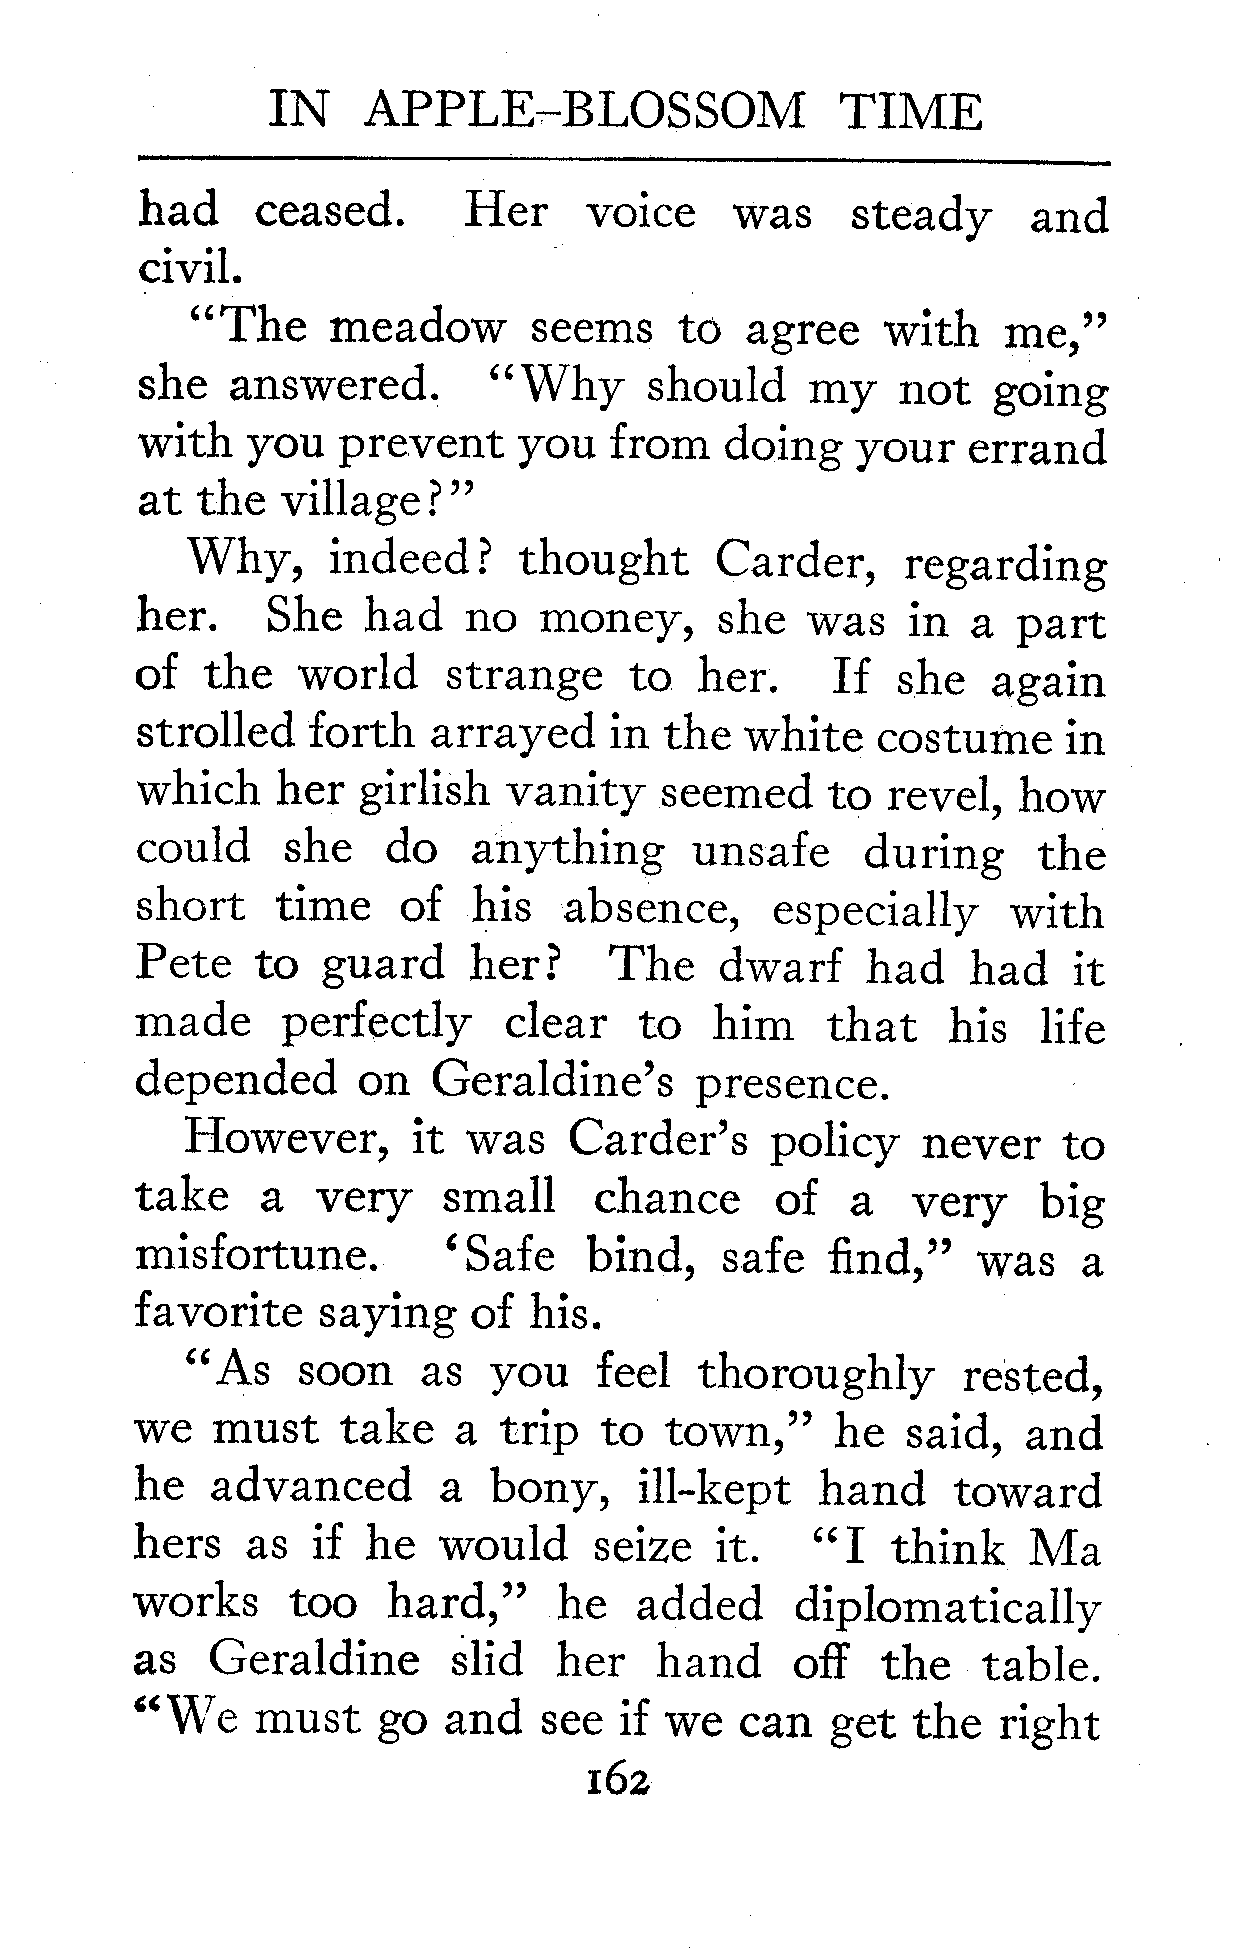 IN APPLE-BLOSSOM TIME
had ceased. Her voice was steady and
civil.
“The meadow seems to agree with me,”
she answered. “Why should my not going
with you prevent you from doing your errand
at the village?”
Why, indeed? thought Carder, regarding
her. She had no money, she was in a part
of the world strange to her. If she again
strolled forth arrayed in the white costume in
which her girlish vanity seemed to revel, how
could she do anything unsafe during the
short time of his absence, especially with
Pete to guard her? The dwarf had had it
made perfectly clear to him that his life
depended on Geraldine’s presence.
However, it was Carder’s policy never to
take a very small chance of a very big
misfortune. ‘Safe bind, safe find,” was a
favorite saying of his.
“As soon as you feel thoroughly rested,
we must take a trip to town,” he said, and
he advanced a bony, ill-kept hand toward
hers as if he would seize it. “I think Ma
works too hard,” he added diplomatically
as Geraldine slid her hand off the table.
“We must go and see if we can get the right
162